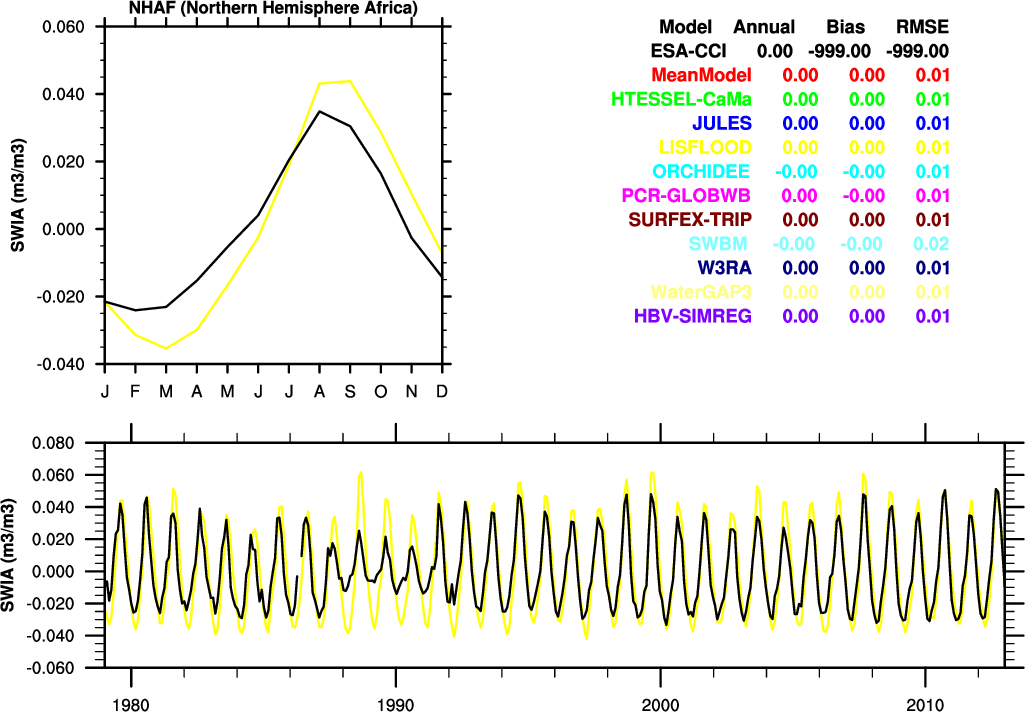 NHAF (Northern Hemisphere Africa)
0.060
0.040
0.020
0.000
-0.020
-0.040
SWIA (m3/m3)
J F M A M J J A S O N D
Model Annual Bias RMSE
ESA-CCI 0.00 -999.00 -999.00
MeanModel 0.00 0.00 0.01
HTESSEL-CaMa 0.00 0.00 0.01
JULES 0.00 0.00 0.01
LISFLOOD 0.00 0.00 0.01
ORCHIDEE -0.00 -0.00 0.01
PCR-GLOBWB 0.00 -0.00 0.01
SURFEX-TRIP 0.00 0.00 0.01
SWBM -0.00 -0.00 0.02
W3RA 0.00 0.00 0.01
WaterGAP3 0.00 0.00 0.01
HBV-SIMREG 0.00 0.00 0.01
0.080
0.060
0.040
0.020
0.000
-0.020
-0.040
-0.060
SWIA (m3/m3)
1980 1990 2000 2010